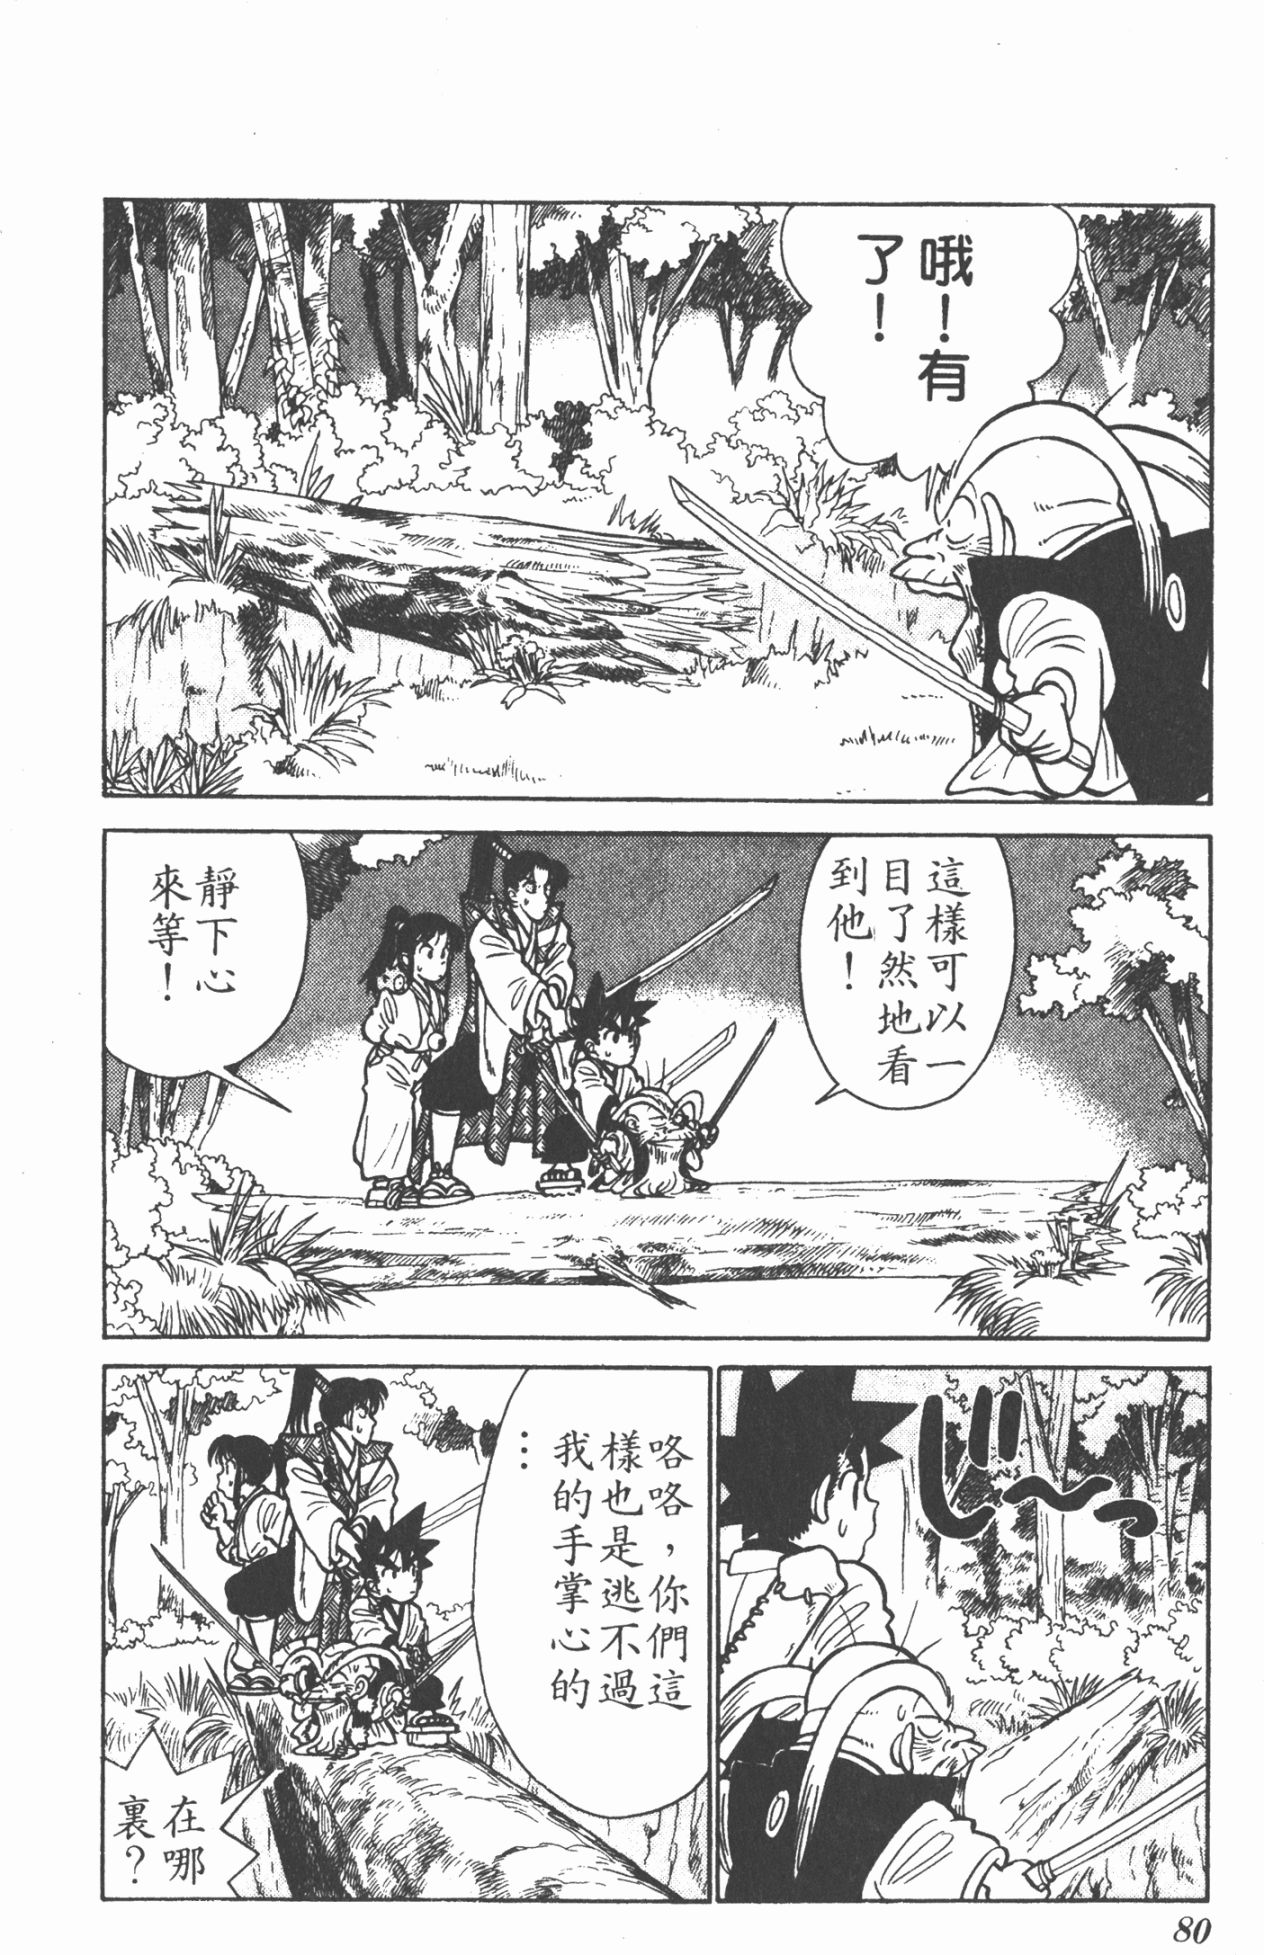 哦！有
了！
這樣可以一
目了然地看
到他！
靜下心
來等！
じ～っ
咯咯，你們這
樣也是逃不過
我的手掌心的
…
在哪
裏？
80